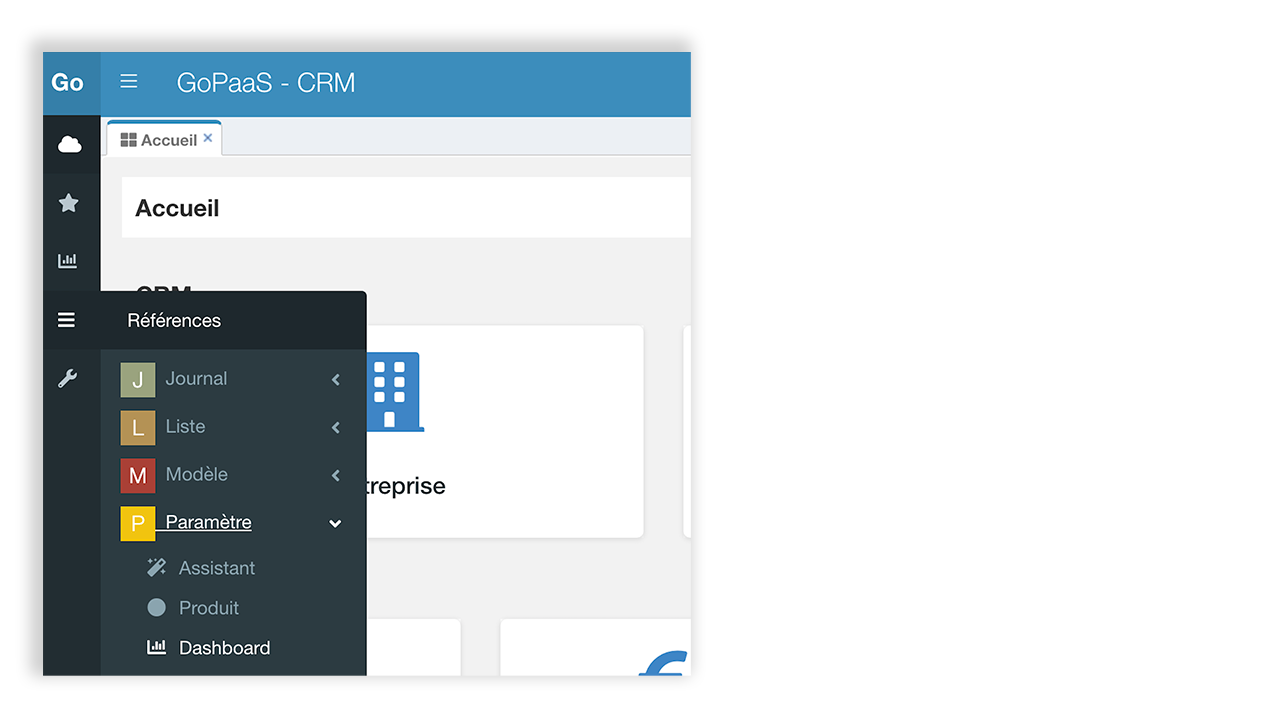 Go
GoPaaS - CRM
Accueil
Accueil
CRM
Références
J Journal
L Liste
M Modèle
treprise
P Paramètre
Assistant
Produit
Dashboard
€